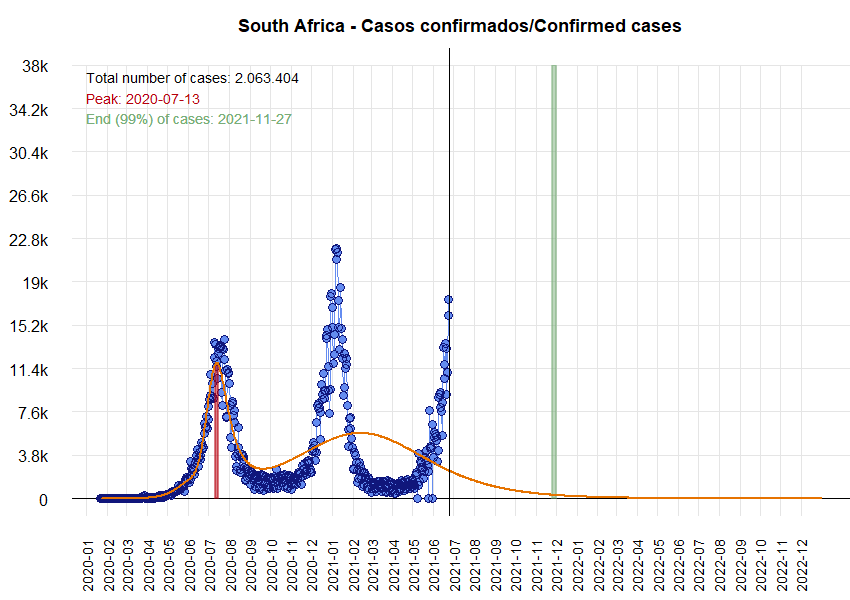 South Africa - Casos confirmados/Confirmed cases
38k
34.2k
30.4k
26.6k
22.8k
19k
15.2k
11.4k
7.6k
3.8k
0
Total number of cases: 2.063.404
Peak: 2020-07-13
End (99%) of cases: 2021-11-27
2020-01
2020-02
2020-03
2020-04
2020-05
2020-06
2020-07
2020-08
2020-09
2020-10
2020-11
2020-12
2021-01
2021-02
2021-03
2021-04
2021-05
2021-06
2021-07
2021-08
2021-09
2021-10
2021-11
2021-12
2022-01
2022-02
2022-03
2022-04
2022-05
2022-06
2022-07
2022-08
2022-09
2022-10
2022-11
2022-12